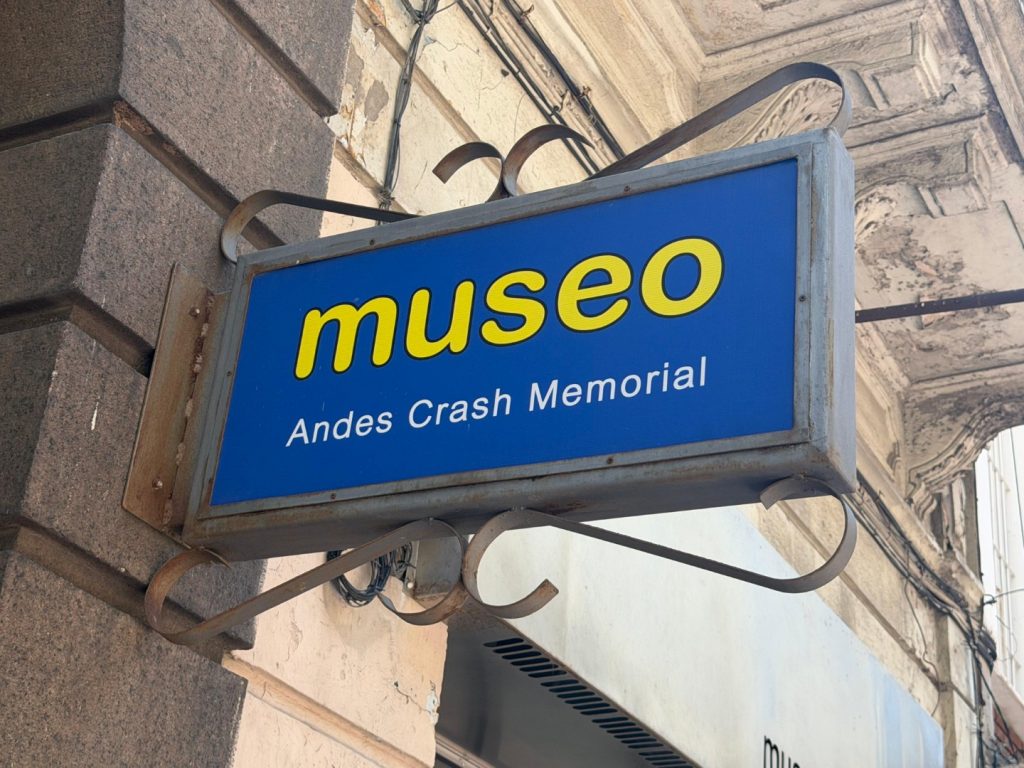 museo
Andes Crash Memorial